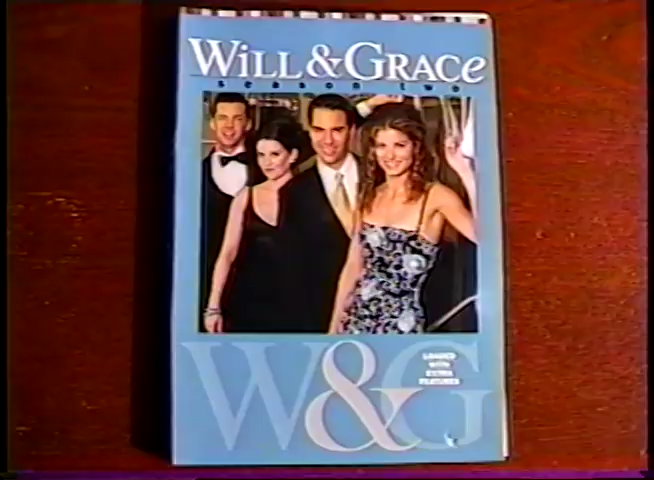 WiLL & GRACe
season two
W&G
LOADED
WITH
EXTRA
FEATURES